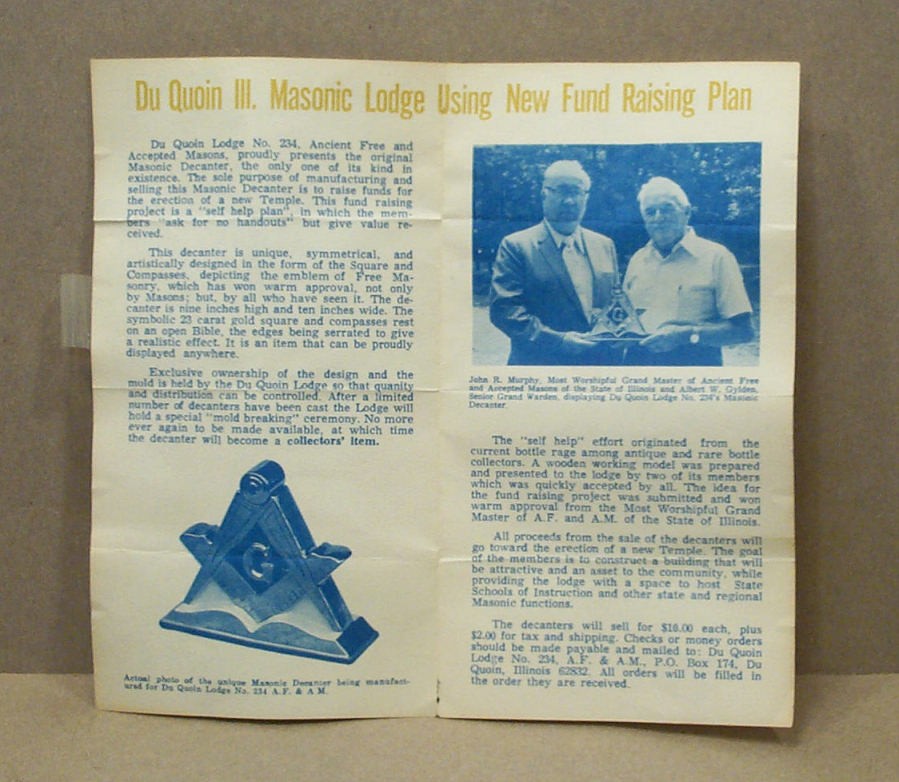 Du Quoin Ill. Masonic Lodge Using New Fund Raising Plan
Du Quoin Lodge No. 234, Ancient Free and
Accepted Masons, proudly presents the original
Masonic Decanter, the only one of its kind in
existence. The sole purpose of manufacturing and
selling this Masonic Decanter is to raise funds for
the erection of a new Temple. This fund raising
project is a "self help plan", in which the mem-
bers "ask for no handouts" but give value re-
ceived.
This decanter is unique, symmetrical, and
artistically designed in the form of the Square and
Compasses, depicting the emblem of Free Ma-
sonry, which has won warm approval, not only
by Masons; but, by all who have seen it. The de-
canter is nine inches high and ten inches wide. The
symbolic 23 carat gold square and compasses rest
on an open Bible, the edges being serrated to give
a realistic effect. It is an item that can be proudly
displayed anywhere.
Exclusive ownership of the design and the
mold is held by the Du Quoin Lodge so that quanity
and distribution can be controlled. After a limited
number of decanters have been cast the Lodge will
hold a special "mold breaking" ceremony. No more
ever again to be made available, at which time
the decanter will become a collectors' item.
G
Actual photo of the unique Masonic Decanter being manufact-
ured for Du Quoin Lodge No. 234 A.F. & A M.
G
John R. Murphy, Most Worshipful Grand Master of Ancient Free
and Accepted Masons of the State of Illinois and Albert W. Gylden,
Senior Grand Warden, displaying Du Quoin Lodge No. 234's Masonic
Decanter.
The "self help" effort originated from the
current bottle rage among antique and rare bottle
collectors. A wooden working model was prepared
and presented to the lodge by two of its members
which was quickly accepted by all. The idea for
the fund raising project was submitted and won
warm approval from the Most Worshipful Grand
Master of A.F. and A.M. of the State of Illinois.
All proceeds from the sale of the decanters will
go toward the erection of a new Temple. The goal
of the members is to construct a building that will
be attractive and an asset to the community, while
providing the lodge with a space to host State
Schools of Instruction and other state and regional
Masonic functions.
The decanters will sell for $16.00 each, plus
$2.00 for tax and shipping. Checks or money orders
should be made payable and mailed to: Du Quoin
Lodge No. 234, A.F. & A.M., P.O. Box 174, Du
Quoin, Illinois 62832. All orders will be filled in
the order they are received.